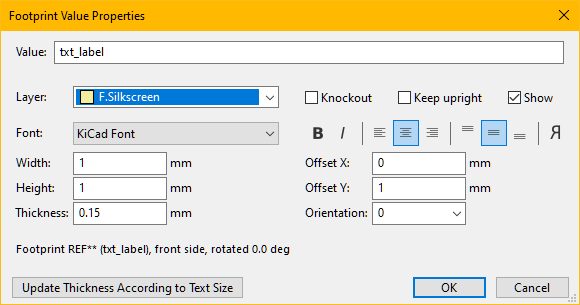 Footprint Value Properties
Value: txt_label
Layer: F.Silkscreen Knockout Keep upright Show
Font: KiCad Font B I Я
Width: 1 mm Offset X: 0 mm
Height: 1 mm Offset Y: 1 mm
Thickness: 0.15 mm Orientation: 0
Footprint REF** (txt_label), front side, rotated 0.0 deg
Update Thickness According to Text Size OK Cancel